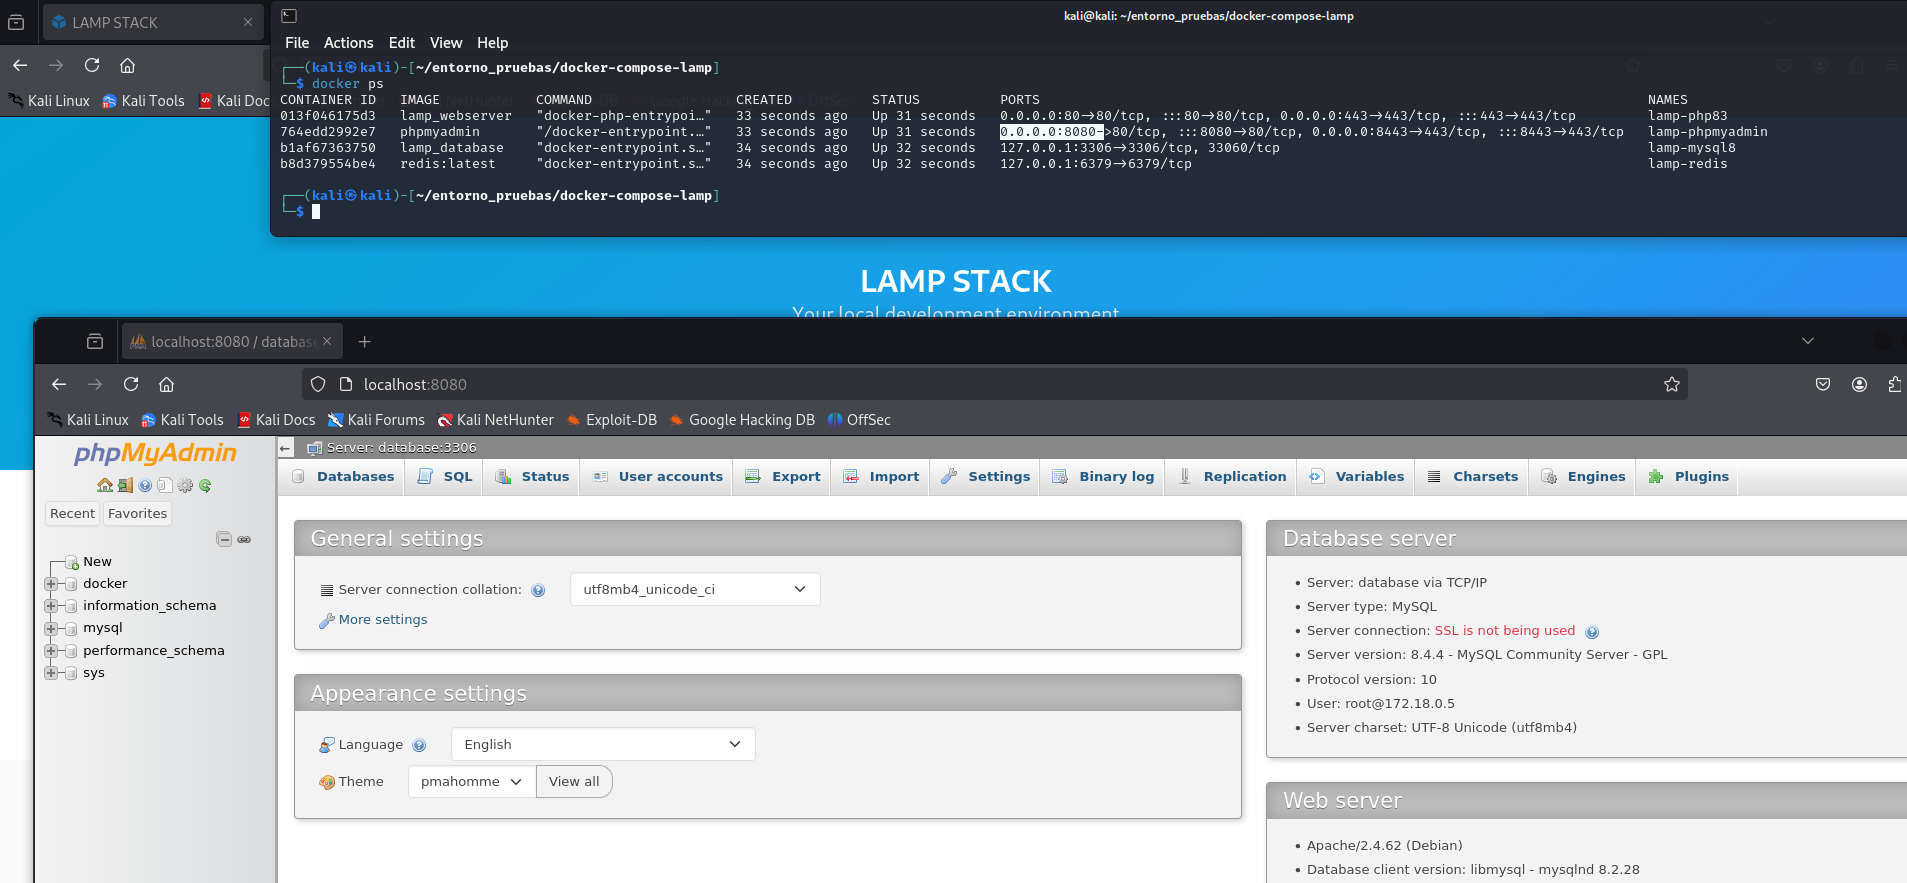 LAMP STACK
kali@kali: ~/entorno_pruebas/docker-compose-lamp
File Actions Edit View Help
Kali Linux Kali Tools Kali Doc
┌──(kali㉿kali)-[~/entorno_pruebas/docker-compose-lamp]
└─$ docker ps
CONTAINER ID IMAGE COMMAND CREATED STATUS PORTS NAMES
013f046175d3 lamp_webserver "docker-php-entrypoi…" 33 seconds ago Up 31 seconds 0.0.0.0:80->80/tcp, :::80->80/tcp, 0.0.0.0:443->443/tcp, :::443->443/tcp lamp-php83
764edd2992e7 phpmyadmin "/docker-entrypoint.…" 33 seconds ago Up 31 seconds 0.0.0.0:8080->80/tcp, :::8080->80/tcp, 0.0.0.0:8443->443/tcp, :::8443->443/tcp lamp-phpmyadmin
b1af67363750 lamp_database "docker-entrypoint.s…" 34 seconds ago Up 32 seconds 127.0.0.1:3306->3306/tcp, 33060/tcp lamp-mysql8
b8d379554be4 redis:latest "docker-entrypoint.s…" 34 seconds ago Up 32 seconds 127.0.0.1:6379->6379/tcp lamp-redis
┌──(kali㉿kali)-[~/entorno_pruebas/docker-compose-lamp]
└─$
LAMP STACK
Your local development environment
localhost:8080 / database
localhost:8080
Kali Linux Kali Tools Kali Docs Kali Forums Kali NetHunter Exploit-DB Google Hacking DB OffSec
phpMyAdmin
Recent Favorites
New
docker
information_schema
mysql
performance_schema
sys
Server: database:3306
Databases SQL Status User accounts Export Import Settings Binary log Replication Variables Charsets Engines Plugins
General settings
Server connection collation: utf8mb4_unicode_ci
More settings
Appearance settings
Language English
Theme pmahomme View all
Database server
• Server: database via TCP/IP
• Server type: MySQL
• Server connection: SSL is not being used
• Server version: 8.4.4 - MySQL Community Server - GPL
• Protocol version: 10
• User: root@172.18.0.5
• Server charset: UTF-8 Unicode (utf8mb4)
Web server
• Apache/2.4.62 (Debian)
• Database client version: libmysql - mysqlnd 8.2.28